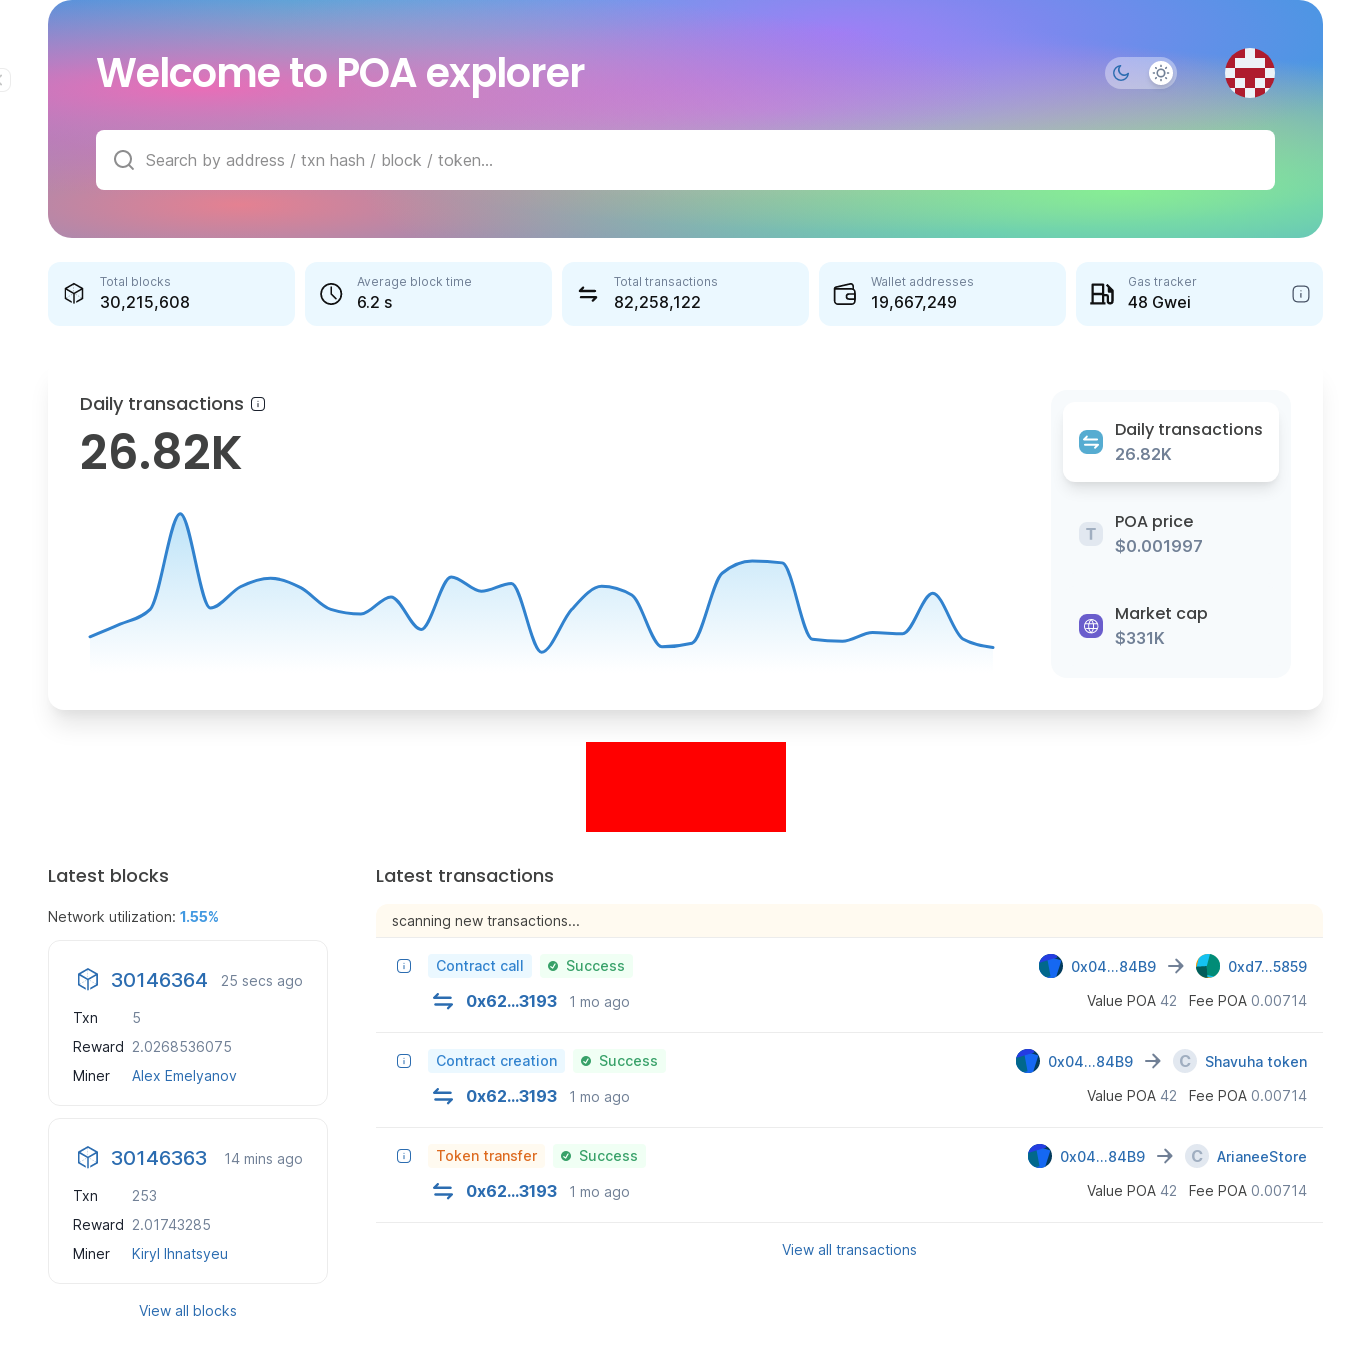 Welcome to POA explorer
Search by address / txn hash / block / token...
Total blocks
30,215,608
Average block time
6.2 s
Total transactions
82,258,122
Wallet addresses
19,667,249
Gas tracker
48 Gwei
Daily transactions
26.82K
Daily transactions
26.82K
T
POA price
$0.001997
Market cap
$331K
Latest blocks
Network utilization: 1.55%
30146364 25 secs ago
Txn 5
Reward 2.0268536075
Miner Alex Emelyanov
30146363 14 mins ago
Txn 253
Reward 2.01743285
Miner Kiryl Ihnatsyeu
View all blocks
Latest transactions
scanning new transactions...
Contract call Success 0x04...84B9 0xd7...5859
0x62...3193 1 mo ago Value POA 42 Fee POA 0.00714
Contract creation Success 0x04...84B9 C Shavuha token
0x62...3193 1 mo ago Value POA 42 Fee POA 0.00714
Token transfer Success 0x04...84B9 C ArianeeStore
0x62...3193 1 mo ago Value POA 42 Fee POA 0.00714
View all transactions